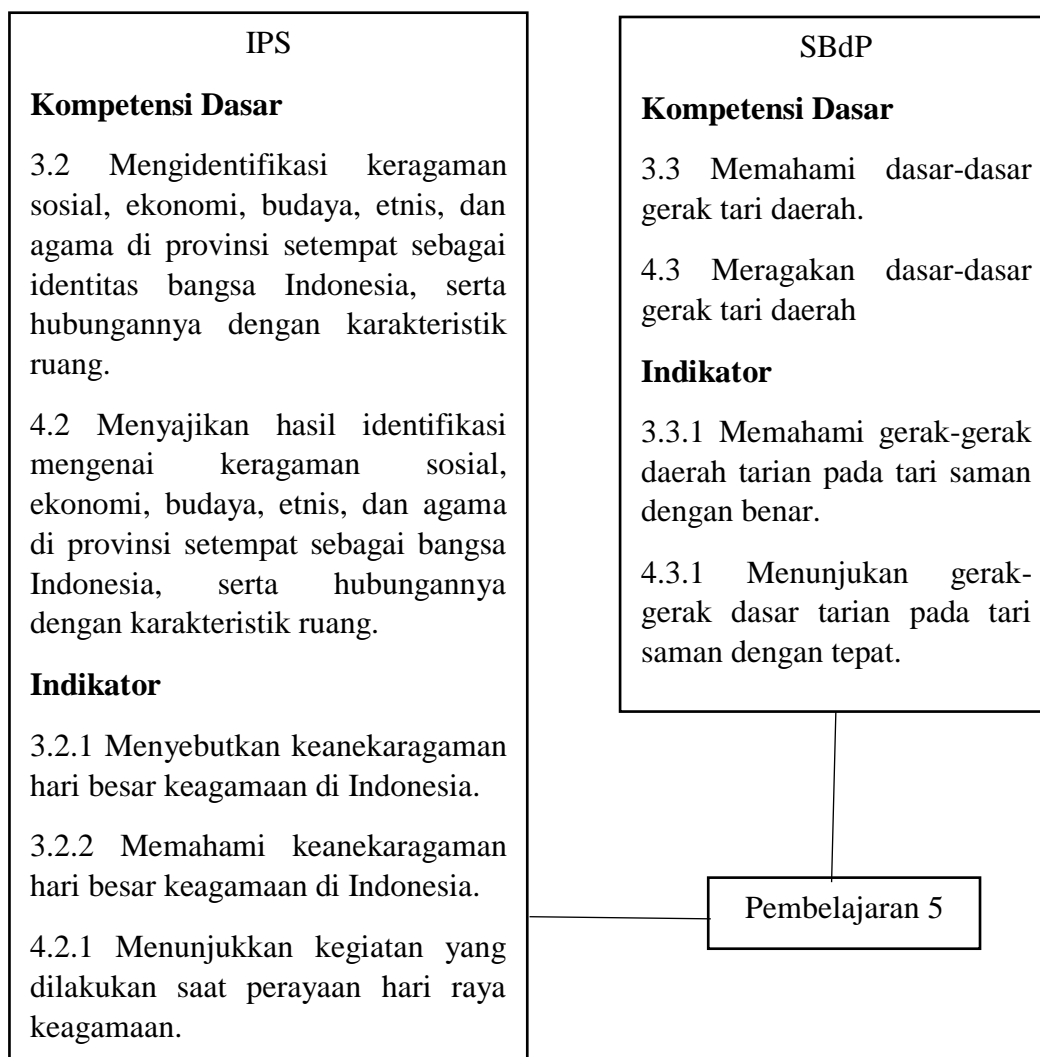 IPS
Kompetensi Dasar
3.2 Mengidentifikasi keragaman
sosial, ekonomi, budaya, etnis, dan
agama di provinsi setempat sebagai
identitas bangsa Indonesia, serta
hubungannya dengan karakteristik
ruang.
4.2 Menyajikan hasil identifikasi
mengenai keragaman sosial,
ekonomi, budaya, etnis, dan agama
di provinsi setempat sebagai bangsa
Indonesia, serta hubungannya
dengan karakteristik ruang.
Indikator
3.2.1 Menyebutkan keanekaragaman
hari besar keagamaan di Indonesia.
3.2.2 Memahami keanekaragaman
hari besar keagamaan di Indonesia.
4.2.1 Menunjukkan kegiatan yang
dilakukan saat perayaan hari raya
keagamaan.
SBdP
Kompetensi Dasar
3.3 Memahami dasar-dasar
gerak tari daerah.
4.3 Meragakan dasar-dasar
gerak tari daerah
Indikator
3.3.1 Memahami gerak-gerak
daerah tarian pada tari saman
dengan benar.
4.3.1 Menunjukan gerak-
gerak dasar tarian pada tari
saman dengan tepat.
Pembelajaran 5